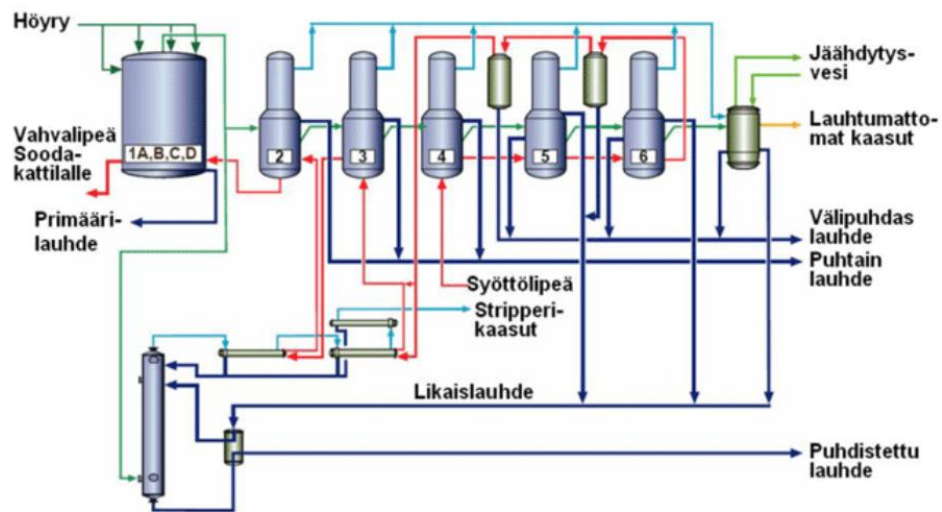 Höyry
Vahvalipeä
Sooda-
kattilalle
Primääri-
lauhde
1A,B,C,D
2
3
4
5
6
Jäähdytys-
vesi
Lauhtumatto-
mat kaasut
Välipuhdas
lauhde
Puhtain
lauhde
Syöttölipeä
Stripperi-
kaasut
Likaislauhde
Puhdistettu
lauhde